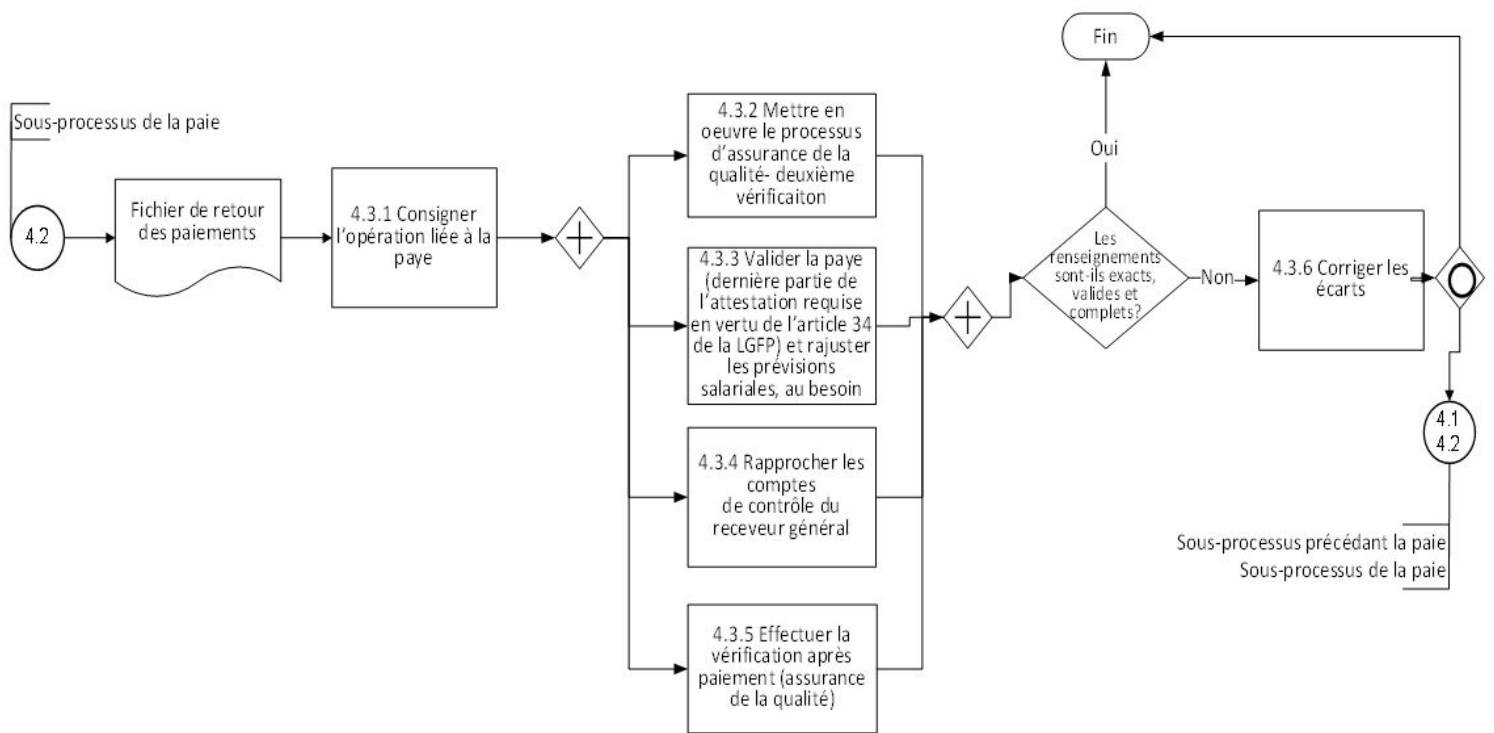 Sous-processus de la paie
4.2
Fichier de retour
des paiements
4.3.1 Consigner
l'opération liée à la
paye
4.3.2 Mettre en
oeuvre le processus
d'assurance de la
qualité- deuxième
vérificaiton
4.3.3 Valider la paye
(dernière partie de
l'attestation requise
en vertu de l'article 34
de la LGFP) et rajuster
les prévisions
salariales, au besoin
4.3.4 Rapprocher les
comptes
de contrôle du
receveur général
4.3.5 Effectuer la
vérification après
paiement (assurance
de la qualité)
Les
renseignements
sont-ils exacts,
valides et
complets?
Oui
Fin
Non
4.3.6 Corriger les
écarts
4.1
4.2
Sous-processus précédant la paie
Sous-processus de la paie